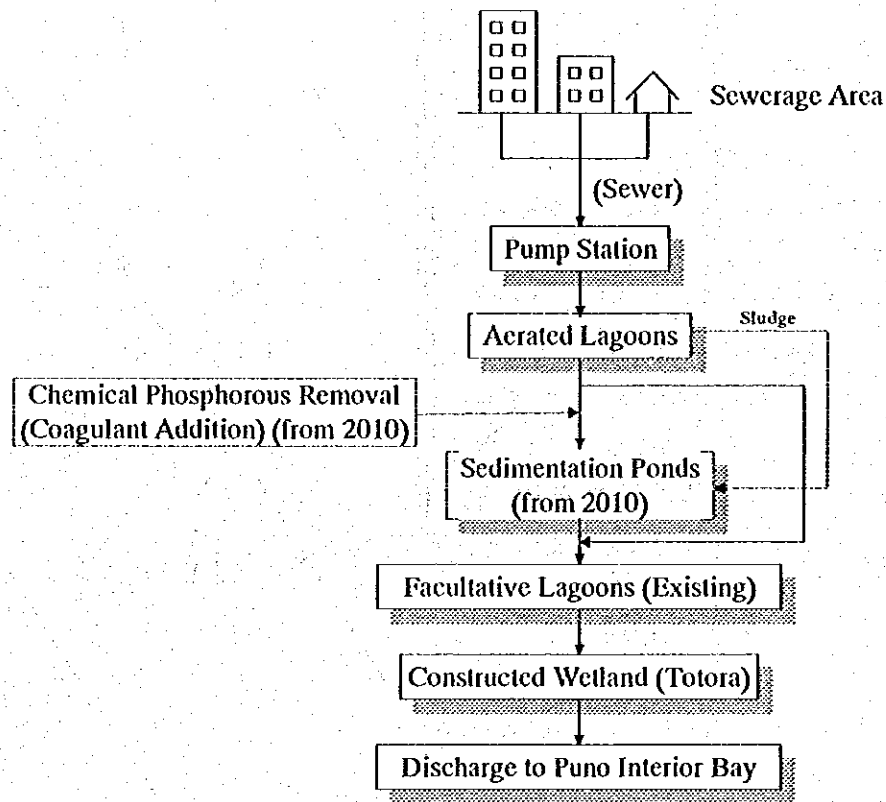 Sewerage Area
(Sewer)
Pump Station
Aerated Lagoons
Sludge
Chemical Phosphorous Removal
(Coagulant Addition) (from 2010)
Sedimentation Ponds
(from 2010)
Facultative Lagoons (Existing)
Constructed Wetland (Totora)
Discharge to Puno Interior Bay